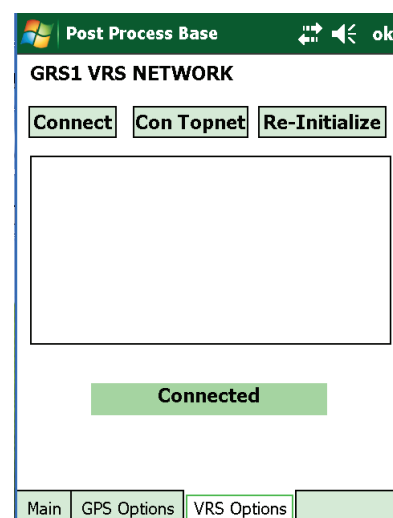 Post Process Base ok
GRS1 VRS NETWORK
Connect Con Topnet Re-Initialize
Connected
Main GPS Options VRS Options